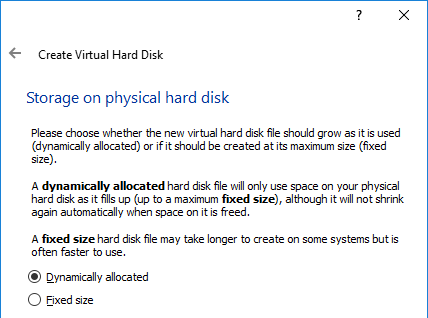 ?
Create Virtual Hard Disk
Storage on physical hard disk
Please choose whether the new virtual hard disk file should grow as it is used
(dynamically allocated) or if it should be created at its maximum size (fixed
size).
A dynamically allocated hard disk file will only use space on your physical
hard disk as it fills up (up to a maximum fixed size), although it will not shrink
again automatically when space on it is freed.
A fixed size hard disk file may take longer to create on some systems but is
often faster to use.
Dynamically allocated
Fixed size